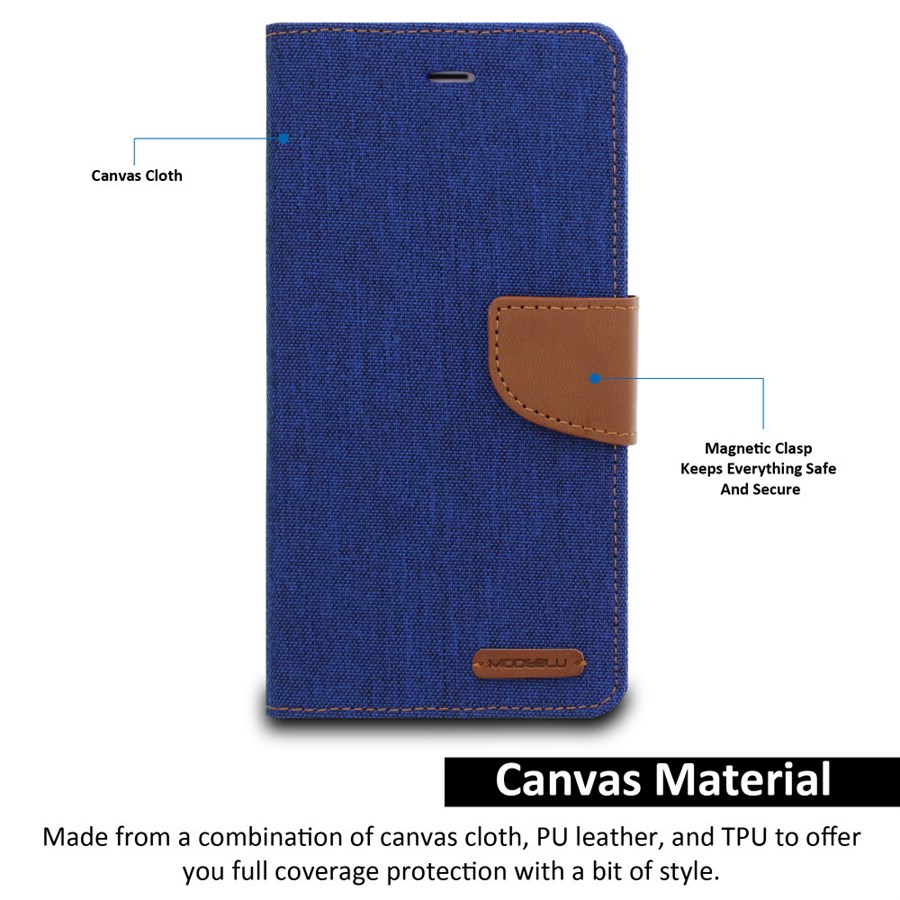 Canvas Cloth
Magnetic Clasp
Keeps Everything Safe
And Secure
Canvas Material
Made from a combination of canvas cloth, PU leather, and TPU to offer
you full coverage protection with a bit of style.